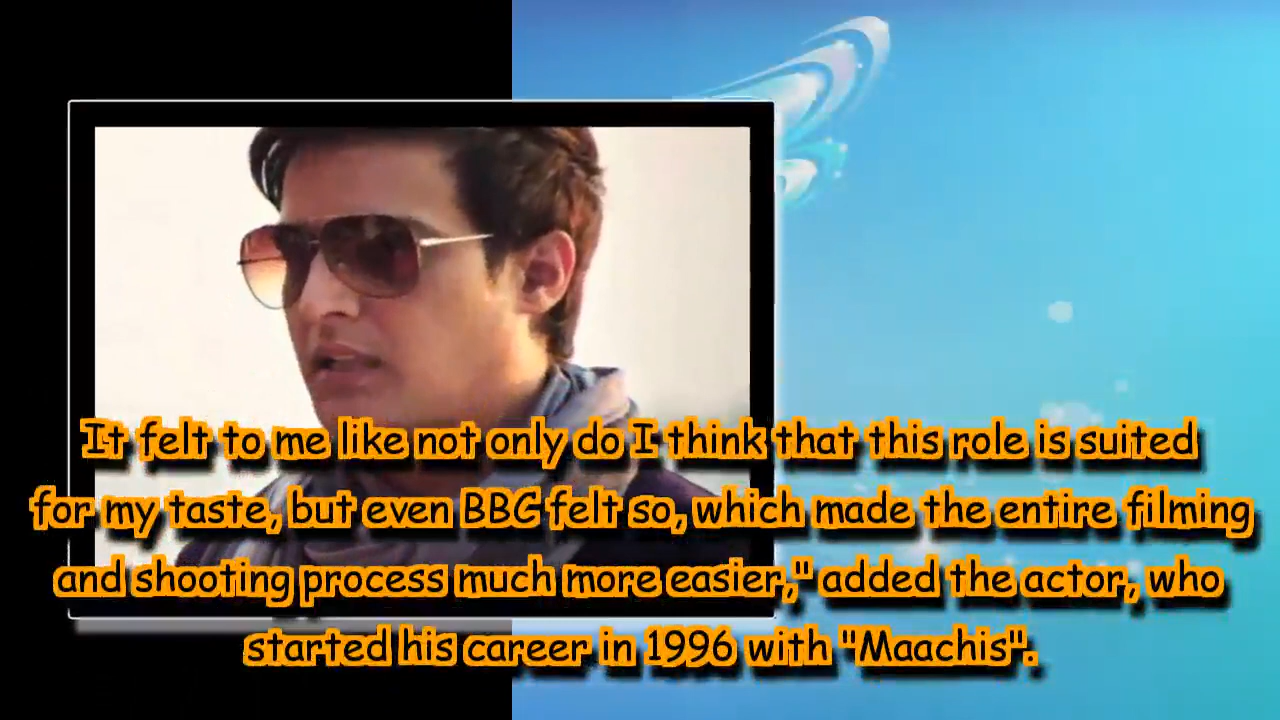 It felt to me like not only do I think that this role is suited
for my taste, but even BBG felt so, which made the entire filming
and shooting process much more easier," added the actor, who
started his career in 1996 with "Maachis".